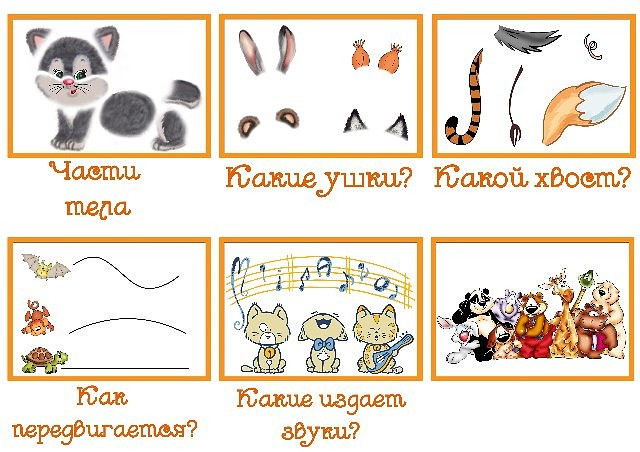 Части
тела
Какие ушки?
Какой хвост?
Как
передвигается?
Какие издает
звуки?